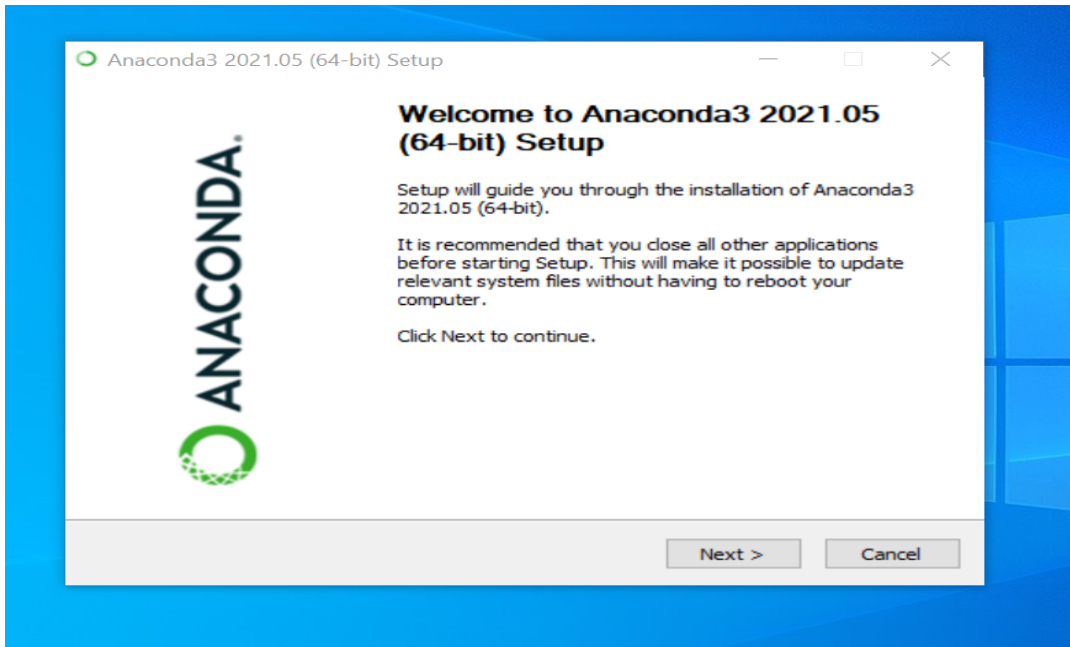 Anaconda3 2021.05 (64-bit) Setup
ANACONDA.
Welcome to Anaconda3 2021.05
(64-bit) Setup
Setup will guide you through the installation of Anaconda3
2021.05 (64-bit).
It is recommended that you close all other applications
before starting Setup. This will make it possible to update
relevant system files without having to reboot your
computer.
Click Next to continue.
Next >
Cancel